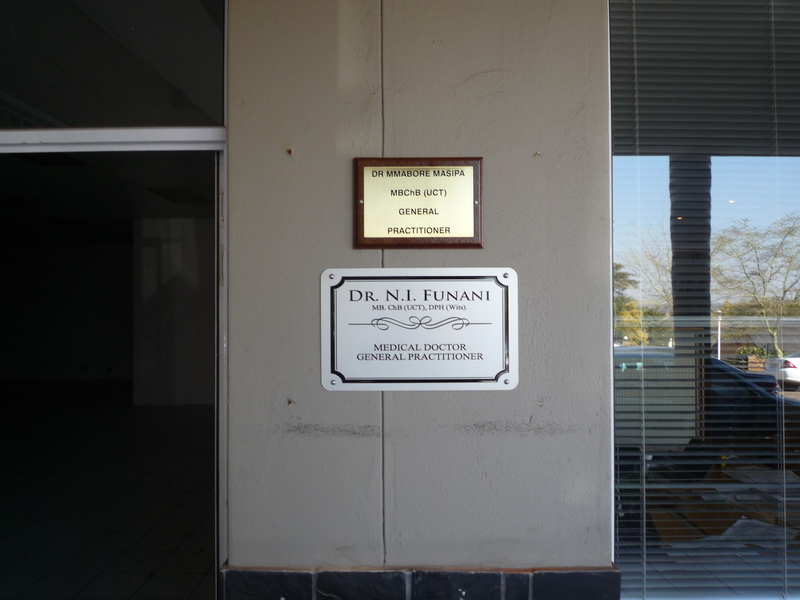 DR MMABORE MASIPA
MBChB (UCT)
GENERAL
PRACTITIONER
DR. N.I. FUNANI
MB. ChB (UCT), DPH (Wits).
MEDICAL DOCTOR
GENERAL PRACTITIONER